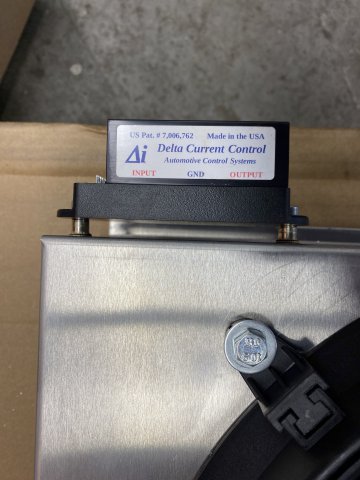 US Pat. # 7,006,762 Made in the USA
Δi Delta Current Control
Automotive Control Systems
INPUT GND OUTPUT